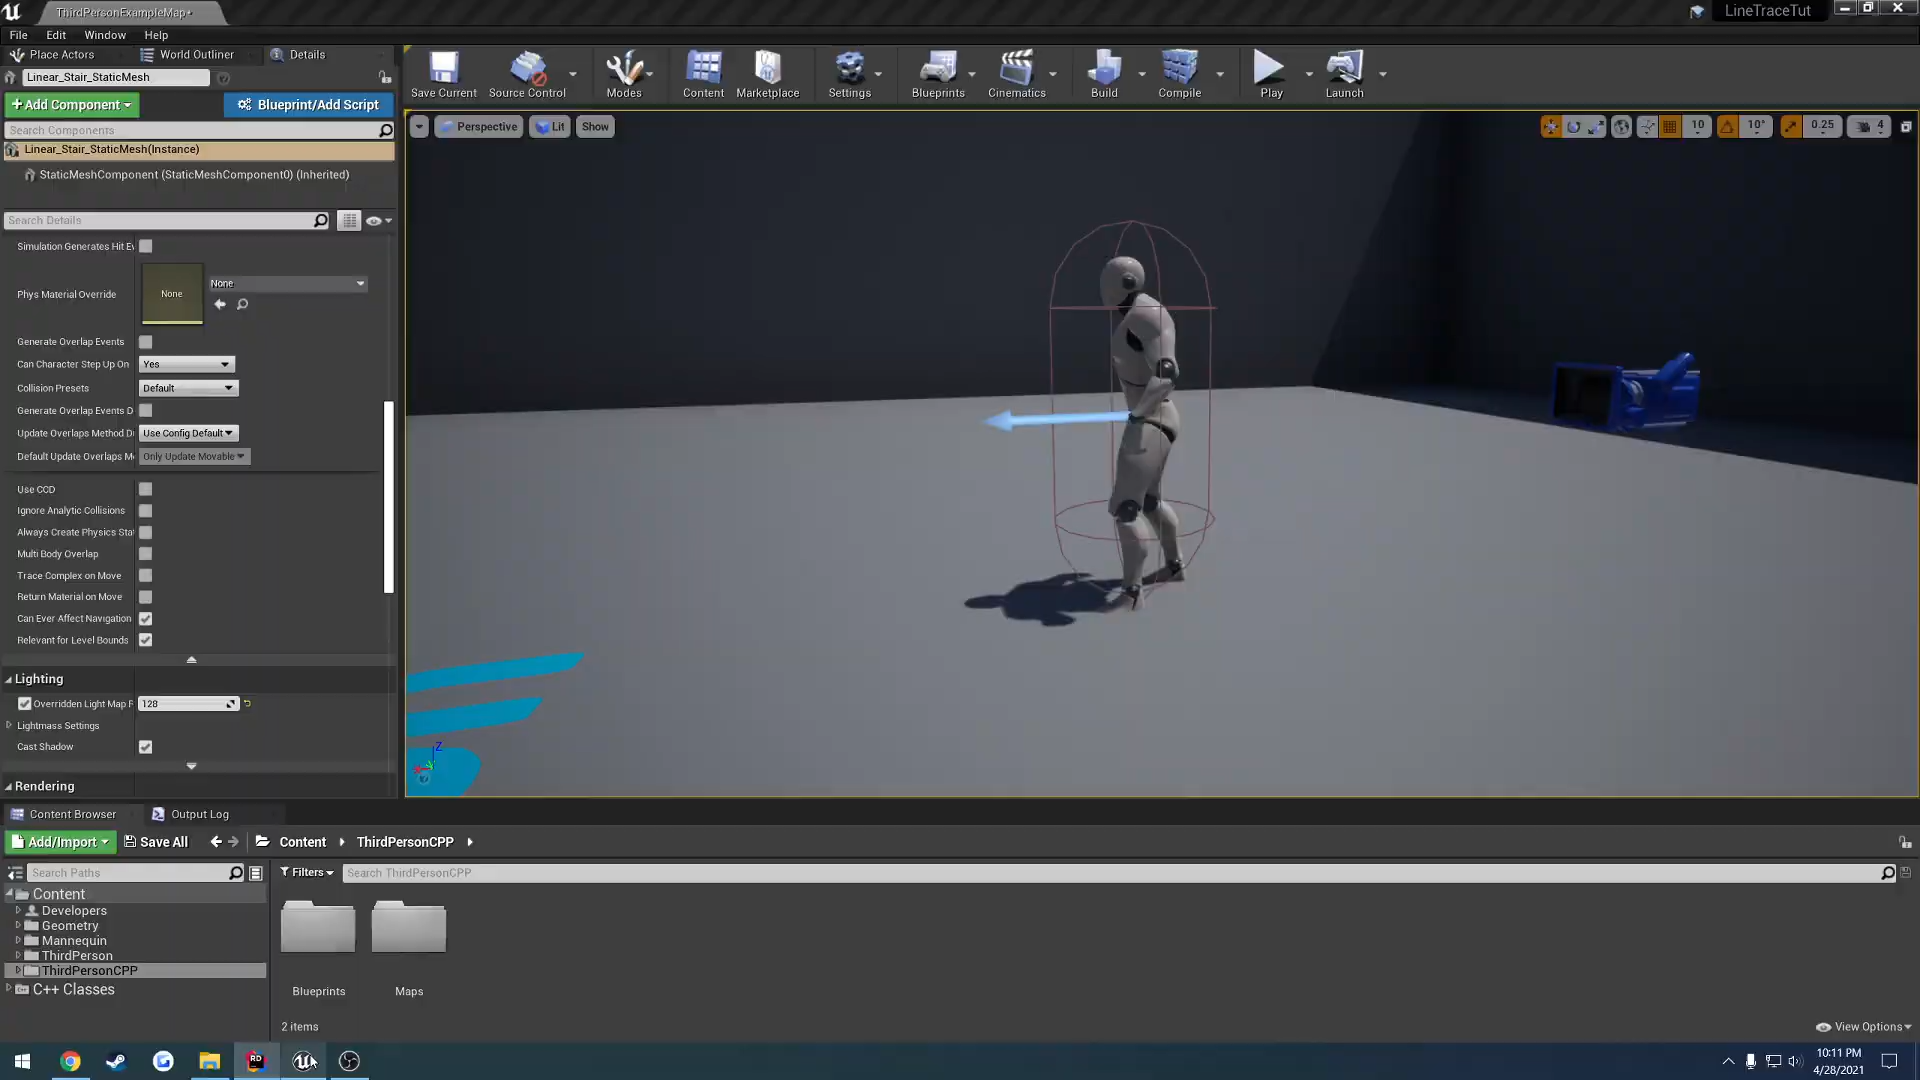 ThirdPersonExampleMap*
LineTraceTut
File Edit Window Help
Place Actors World Outliner Details
Linear_Stair_StaticMesh
Add Component Blueprint/Add Script
Search Components
Linear_Stair_StaticMesh(Instance)
StaticMeshComponent (StaticMeshComponent0) (Inherited)
Search Details
Simulation Generates Hit Ev
Phys Material Override None None
Generate Overlap Events
Can Character Step Up On Yes
Collision Presets Default
Generate Overlap Events D
Update Overlaps Method Di Use Config Default
Default Update Overlaps M Only Update Movable
Use CCD
Ignore Analytic Collisions
Always Create Physics Stat
Multi Body Overlap
Trace Complex on Move
Return Material on Move
Can Ever Affect Navigation
Relevant for Level Bounds
Lighting
Overridden Light Map R 128
Lightmass Settings
Cast Shadow
Rendering
Save Current Source Control Modes Content Marketplace Settings Blueprints Cinematics Build Compile Play Launch
Perspective Lit Show 10 10° 0.25 4
Z
Content Browser Output Log
Add/Import Save All Content ThirdPersonCPP
Search Paths Filters Search ThirdPersonCPP
Content
Developers
Geometry
Mannequin
ThirdPerson
ThirdPersonCPP
C++ Classes
Blueprints Maps
2 items View Options
RD
10:11 PM
4/28/2021